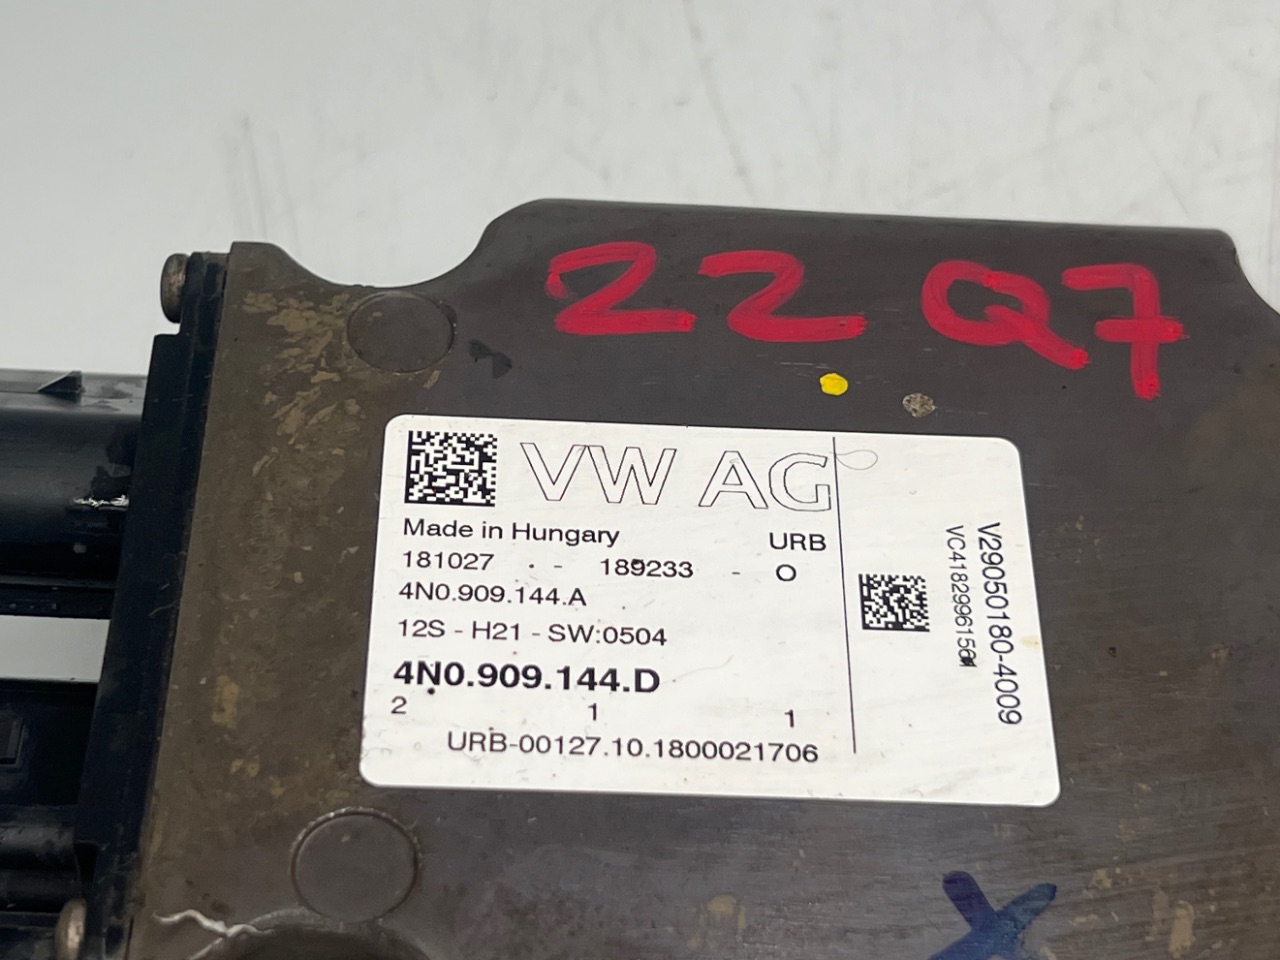 22 Q7
VW AG
Made in Hungary URB
181027 - 189233 - O
4N0.909.144.A
12S - H21 - SW:0504
4N0.909.144.D
2 1 1
URB-00127.10.1800021706
V29050180-4009